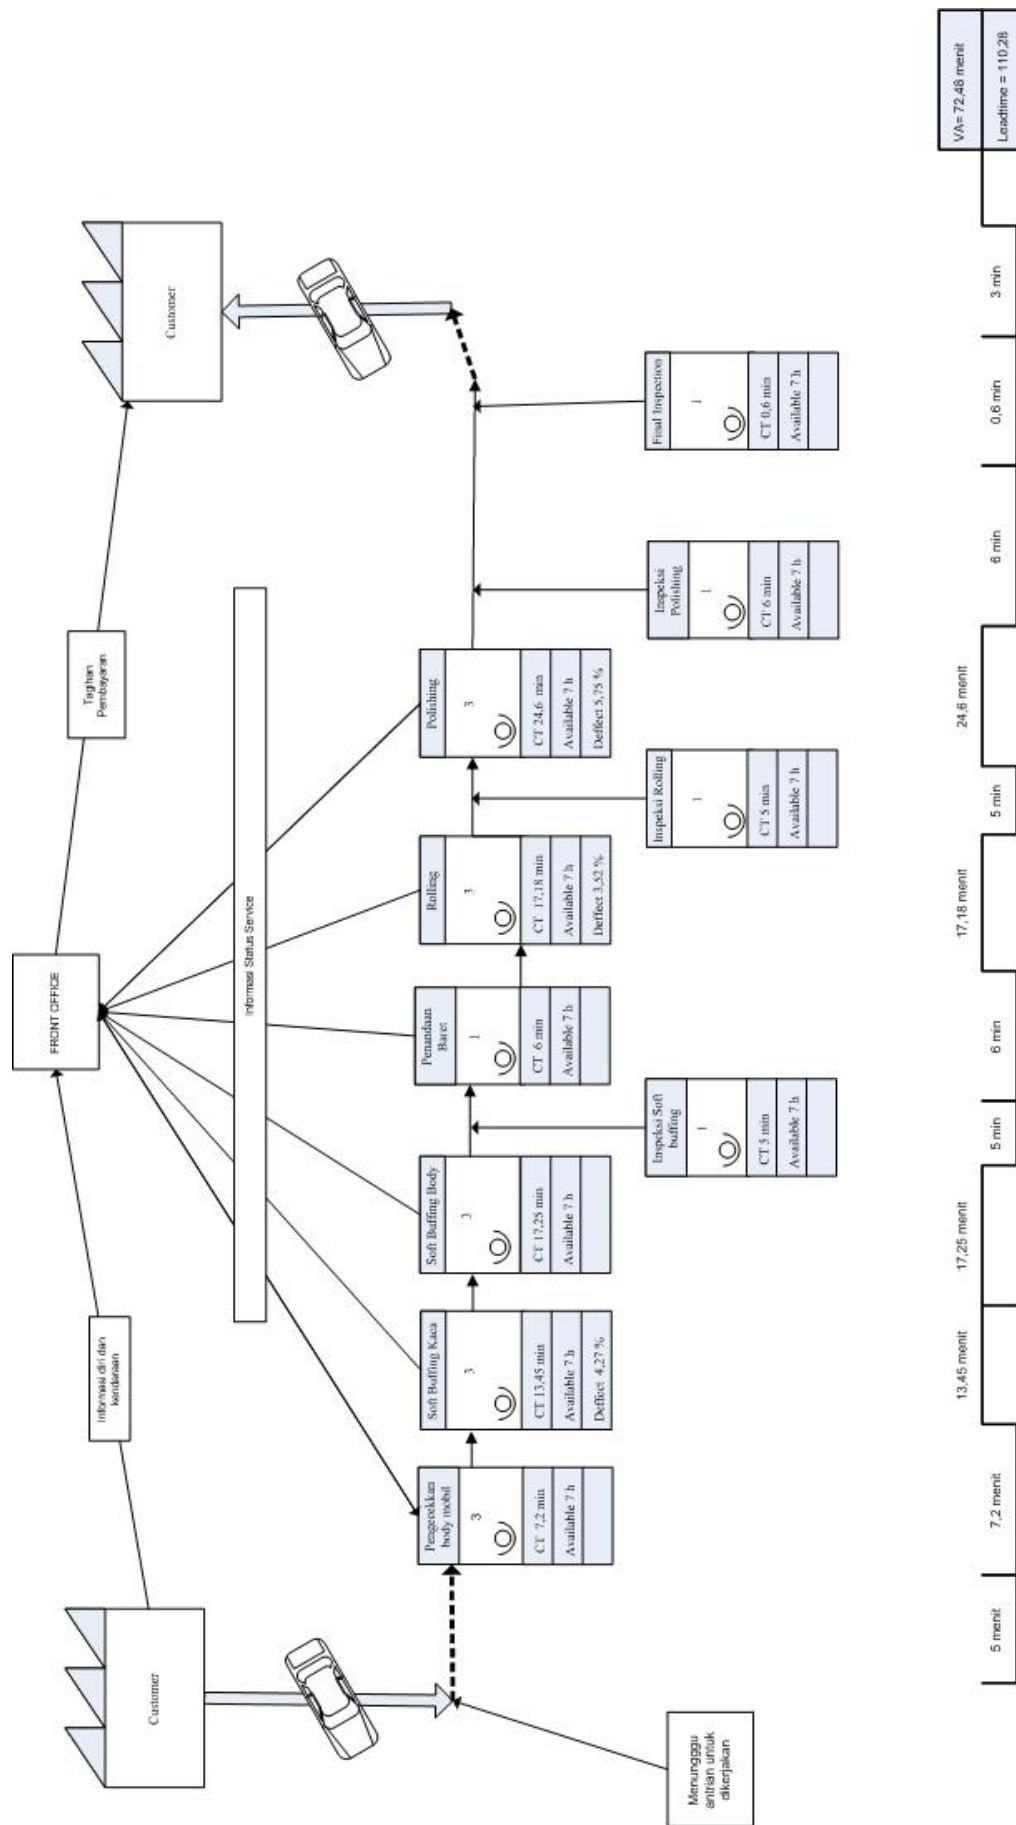 Customer
Informasi diri dan
kendaraan
FRONT OFFICE
Tagihan
Pembayaran
Customer
Informasi Status Service
Menungggu
antrian untuk
dikerjakan
Pengecekkan
body mobil
3
CT 7,2 min
Available 7 h
Soft Buffing Kaca
3
CT 13,45 min
Available 7 h
Deffect 4,27 %
Soft Buffing Body
3
CT 17,25 min
Available 7 h
Penandaan
Baret
1
CT 6 min
Available 7 h
Rolling
3
CT 17,18 min
Available 7 h
Deffect 3,52 %
Polishing
3
CT 24,6 min
Available 7 h
Deffect 5,75 %
Inspeksi Soft
buffing
1
CT 5 min
Available 7 h
Inspeksi Rolling
1
CT 5 min
Available 7 h
Inspeksi
Polishing
1
CT 6 min
Available 7 h
Final Inspection
1
CT 0,6 min
Available 7 h
5 menit
7,2 menit
13,45 menit
17,25 menit
5 min
6 min
17,18 menit
5 min
24,6 menit
6 min
0,6 min
3 min
VA= 72,48 menit
Leadtime = 110,28